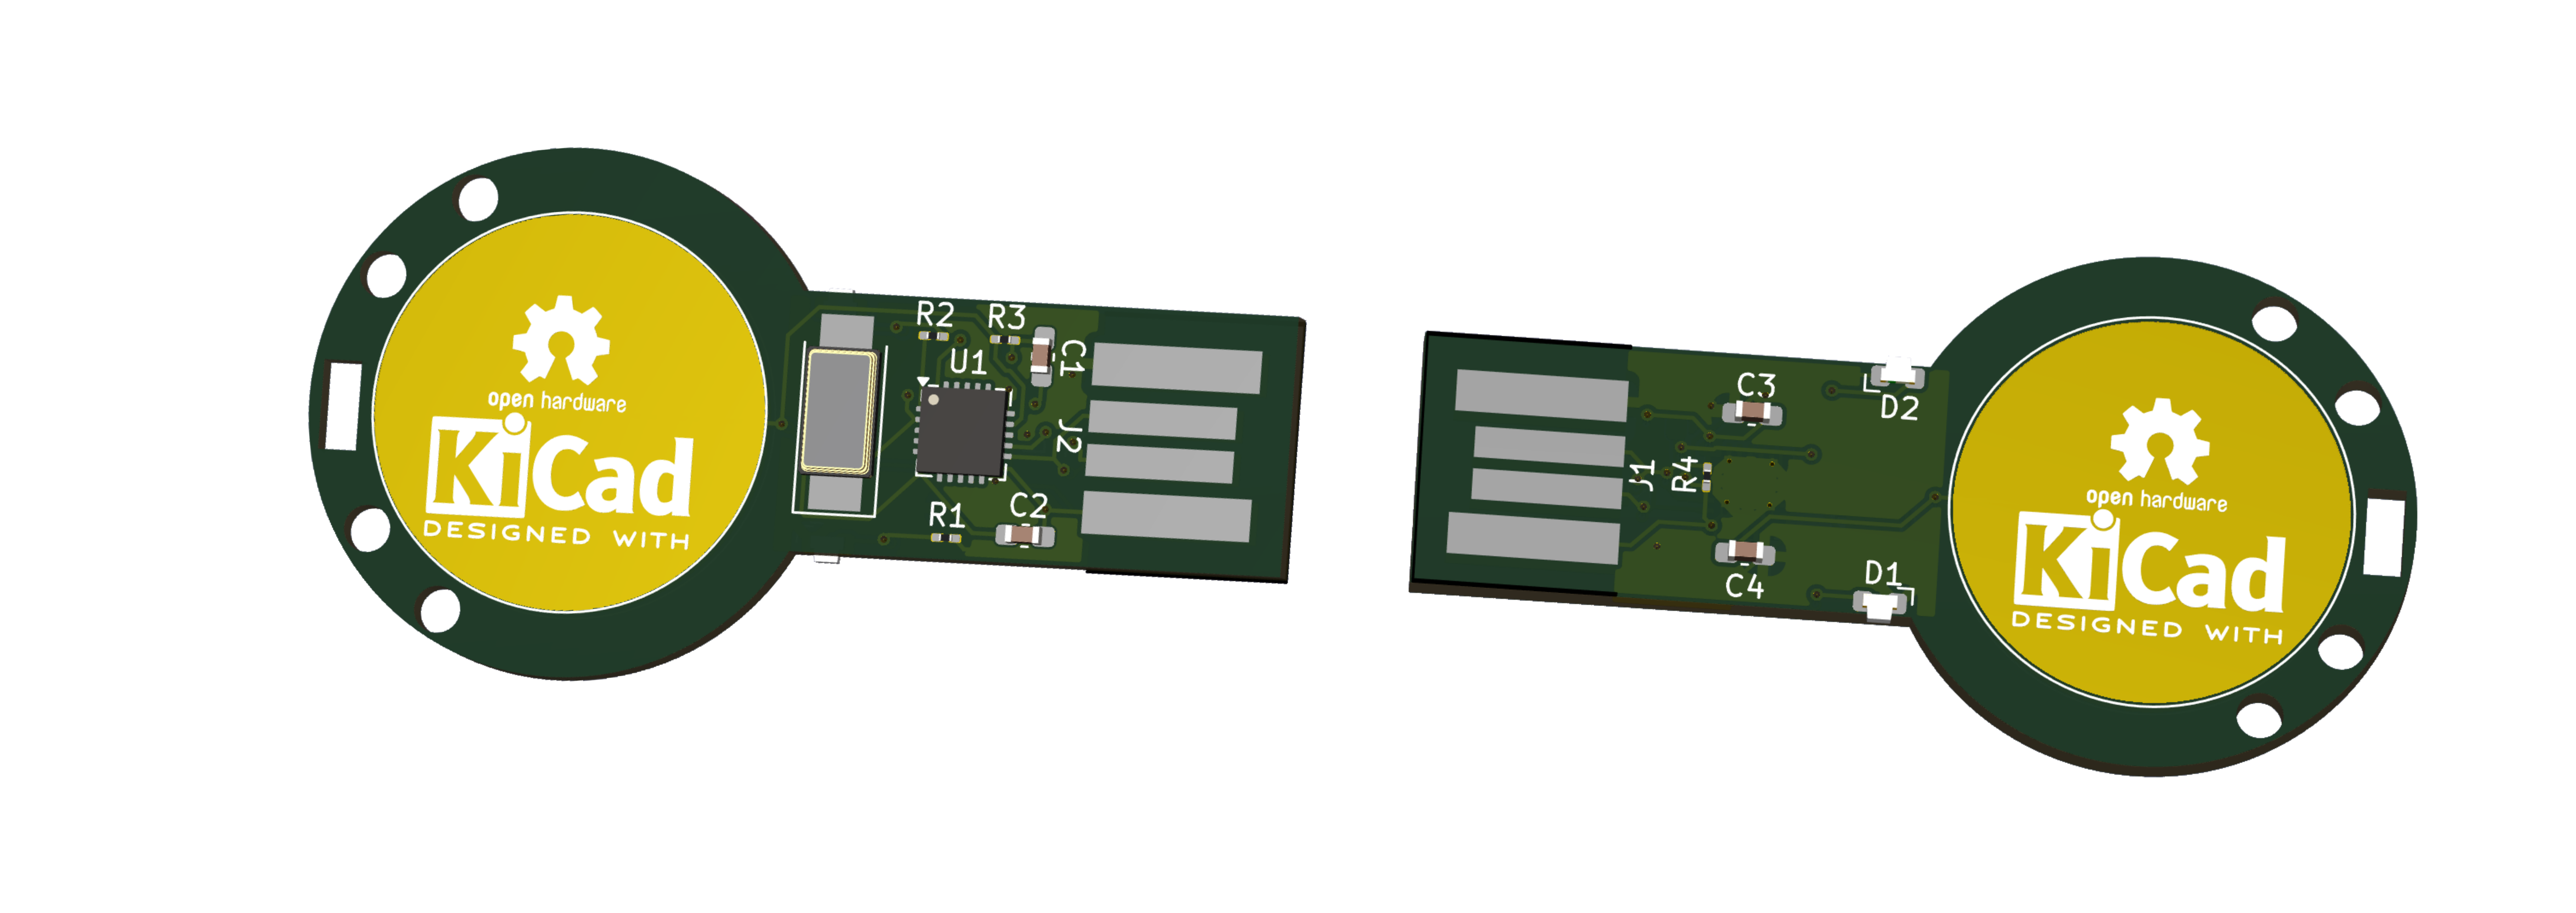 open hardware
KiCad
DESIGNED WITH
R2
R3
U1
C1
J2
R1
C2
C3
D2
J1
R4
C4
D1
open hardware
KiCad
DESIGNED WITH